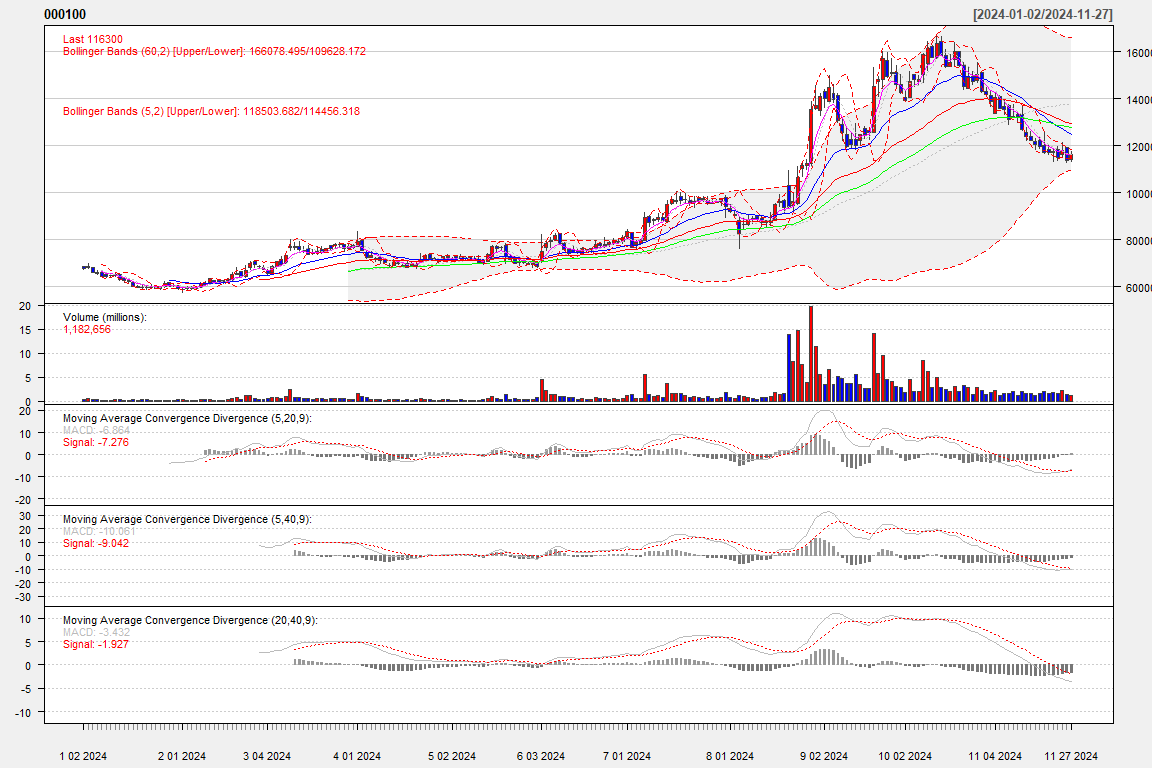 000100 [2024-01-02/2024-11-27]
Last 116300
Bollinger Bands (60,2) [Upper/Lower]: 166078.495/109628.172
Bollinger Bands (5,2) [Upper/Lower]: 118503.682/114456.318
16000
14000
12000
10000
80000
60000
Volume (millions):
1,182,656
20
15
10
5
0
Moving Average Convergence Divergence (5,20,9):
MACD: -6.864
Signal: -7.276
20
10
0
-10
-20
Moving Average Convergence Divergence (5,40,9):
MACD: -10.061
Signal: -9.042
30
20
10
0
-10
-20
-30
Moving Average Convergence Divergence (20,40,9):
MACD: -3.432
Signal: -1.927
10
5
0
-5
-10
1 02 2024 2 01 2024 3 04 2024 4 01 2024 5 02 2024 6 03 2024 7 01 2024 8 01 2024 9 02 2024 10 02 2024 11 04 2024 11 27 2024